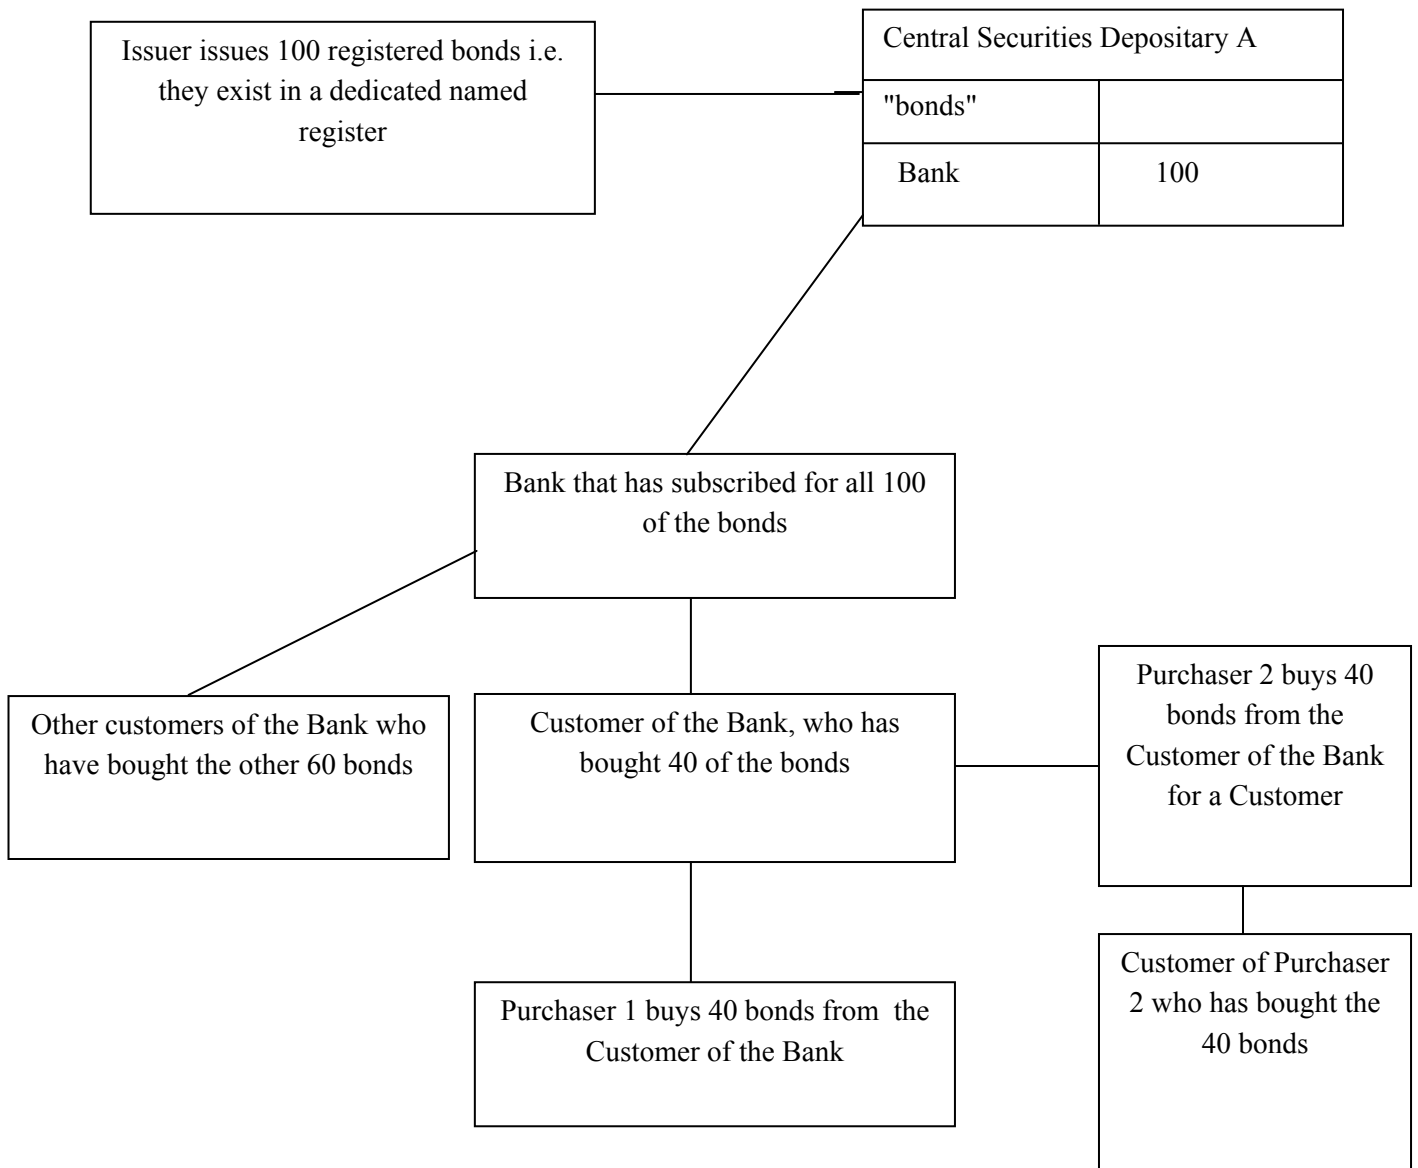 Issuer issues 100 registered bonds i.e.
they exist in a dedicated named
register
Central Securities Depositary A
"bonds"
Bank 100
Bank that has subscribed for all 100
of the bonds
Other customers of the Bank who
have bought the other 60 bonds
Customer of the Bank, who has
bought 40 of the bonds
Purchaser 2 buys 40
bonds from the
Customer of the Bank
for a Customer
Purchaser 1 buys 40 bonds from the
Customer of the Bank
Customer of Purchaser
2 who has bought the
40 bonds